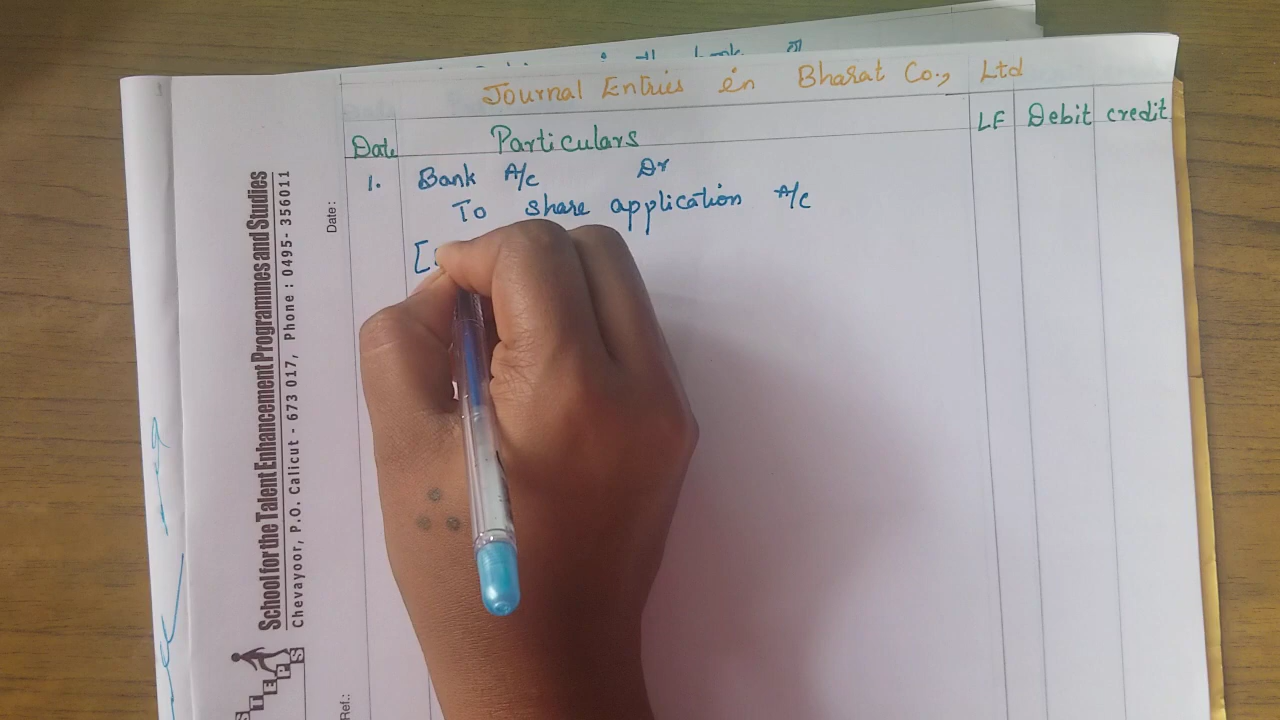 Journal Entries in Bharat Co., Ltd
Date Particulars LF Debit credit
1. Bank A/c Dr
To share application A/c
[
School for the Talent Enhancement Programmes and Studies
Chevayoor, P.O. Calicut - 673 017, Phone : 0495- 356011
STEPS
Date:
Ref.: